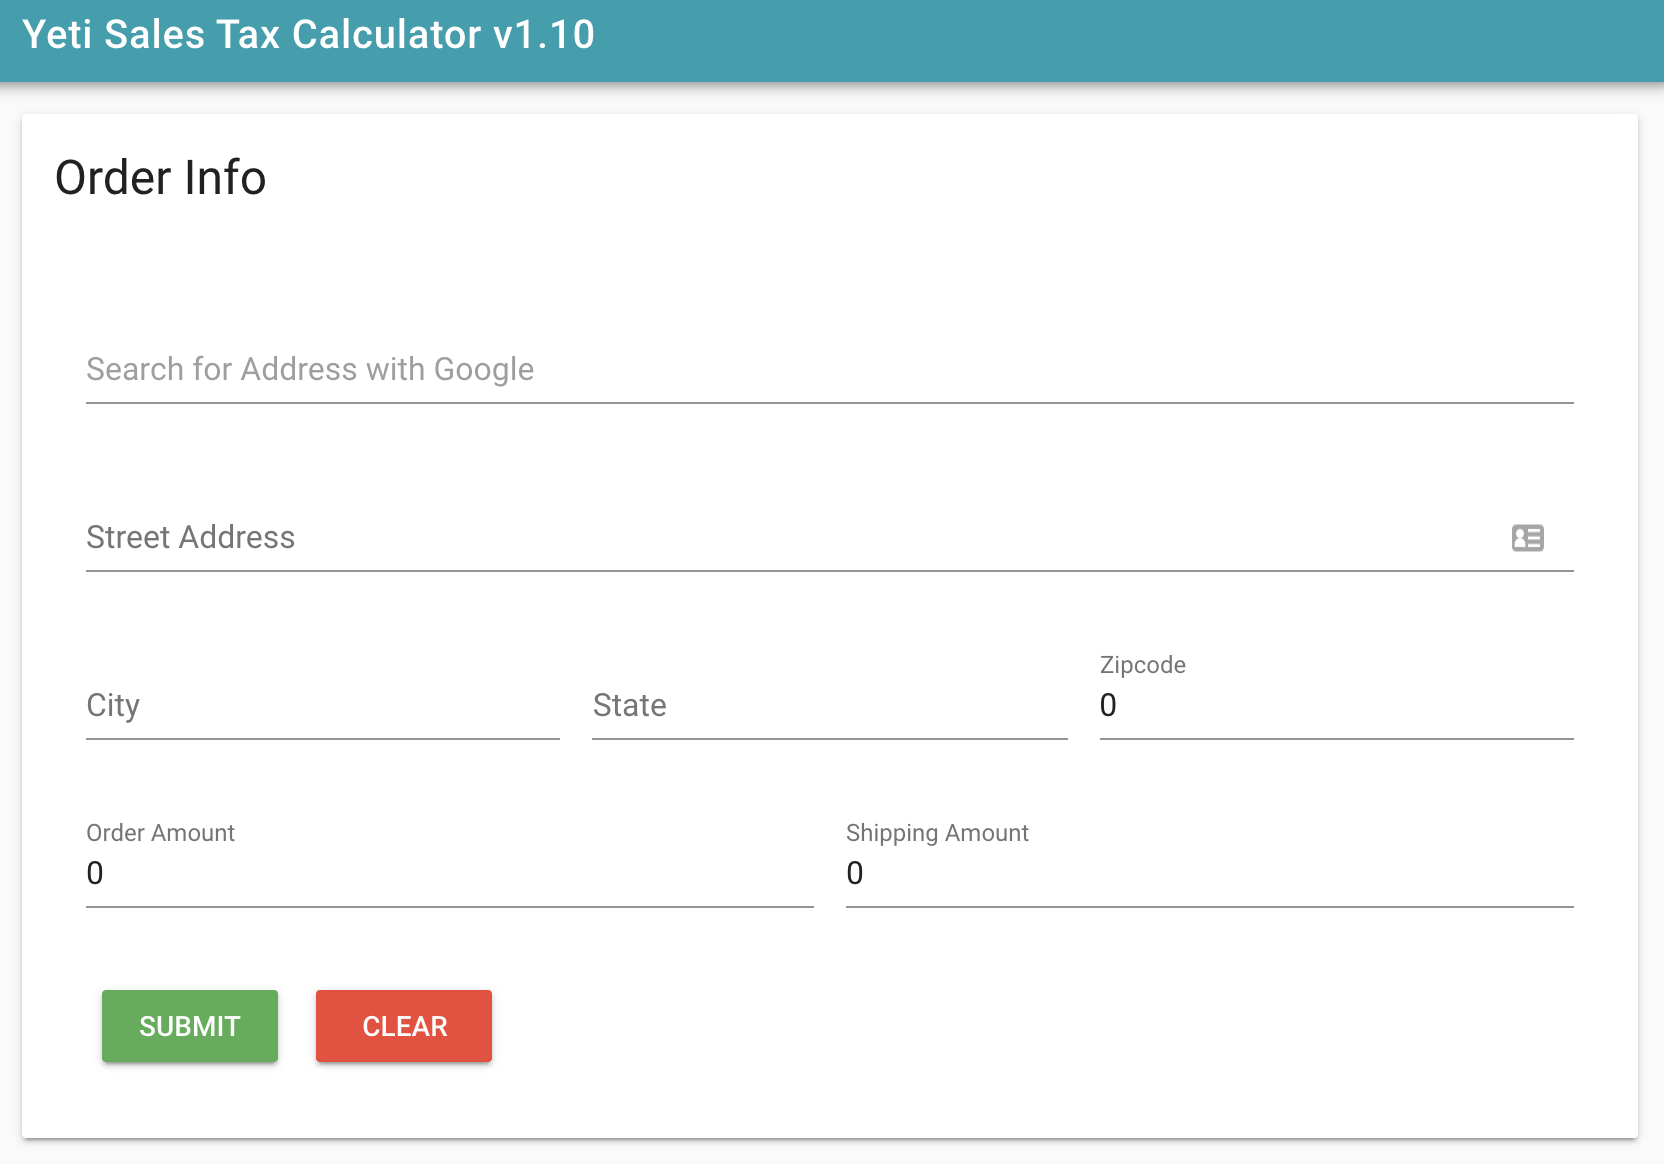 Yeti Sales Tax Calculator v1.10
Order Info
Search for Address with Google
Street Address
Zipcode
City State 0
Order Amount Shipping Amount
0 0
SUBMIT CLEAR